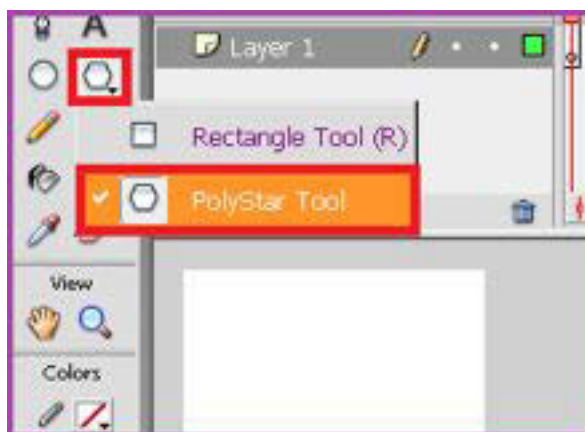 A
Layer 1
Rectangle Tool (R)
PolyStar Tool
View
Colors